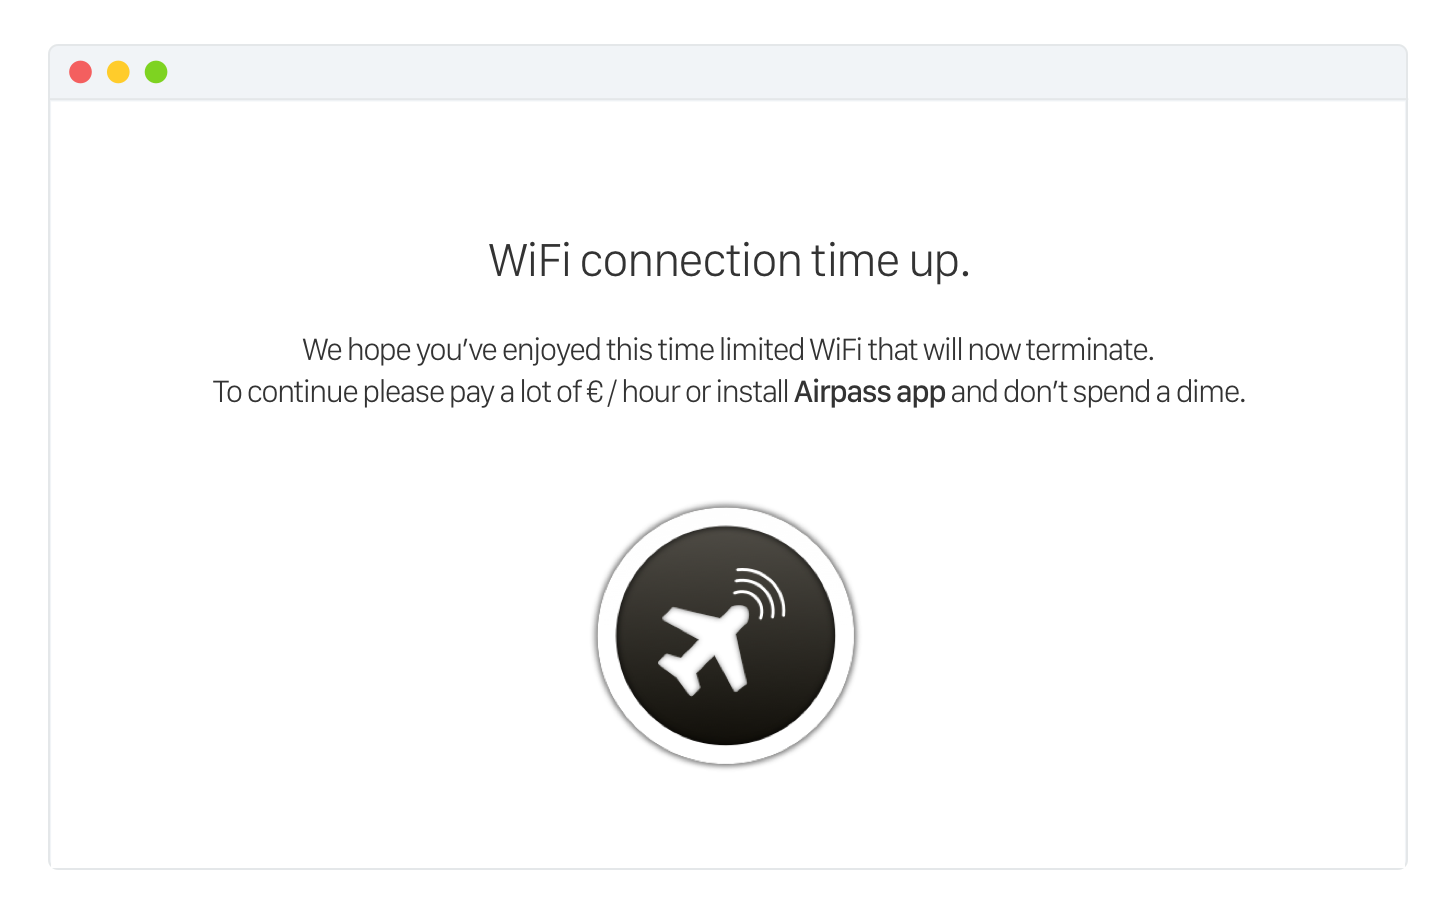 WiFi connection time up.
We hope you’ve enjoyed this time limited WiFi that will now terminate.
To continue please pay a lot of € / hour or install Airpass app and don’t spend a dime.